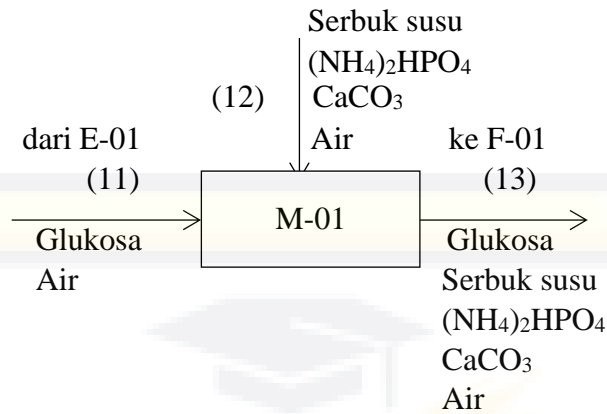 Serbuk susu
(NH₄)₂HPO₄
(12)
CaCO₃
Air
dari E-01
(11)
ke F-01
(13)
M-01
Glukosa
Air
Glukosa
Serbuk susu
(NH₄)₂HPO₄
CaCO₃
Air